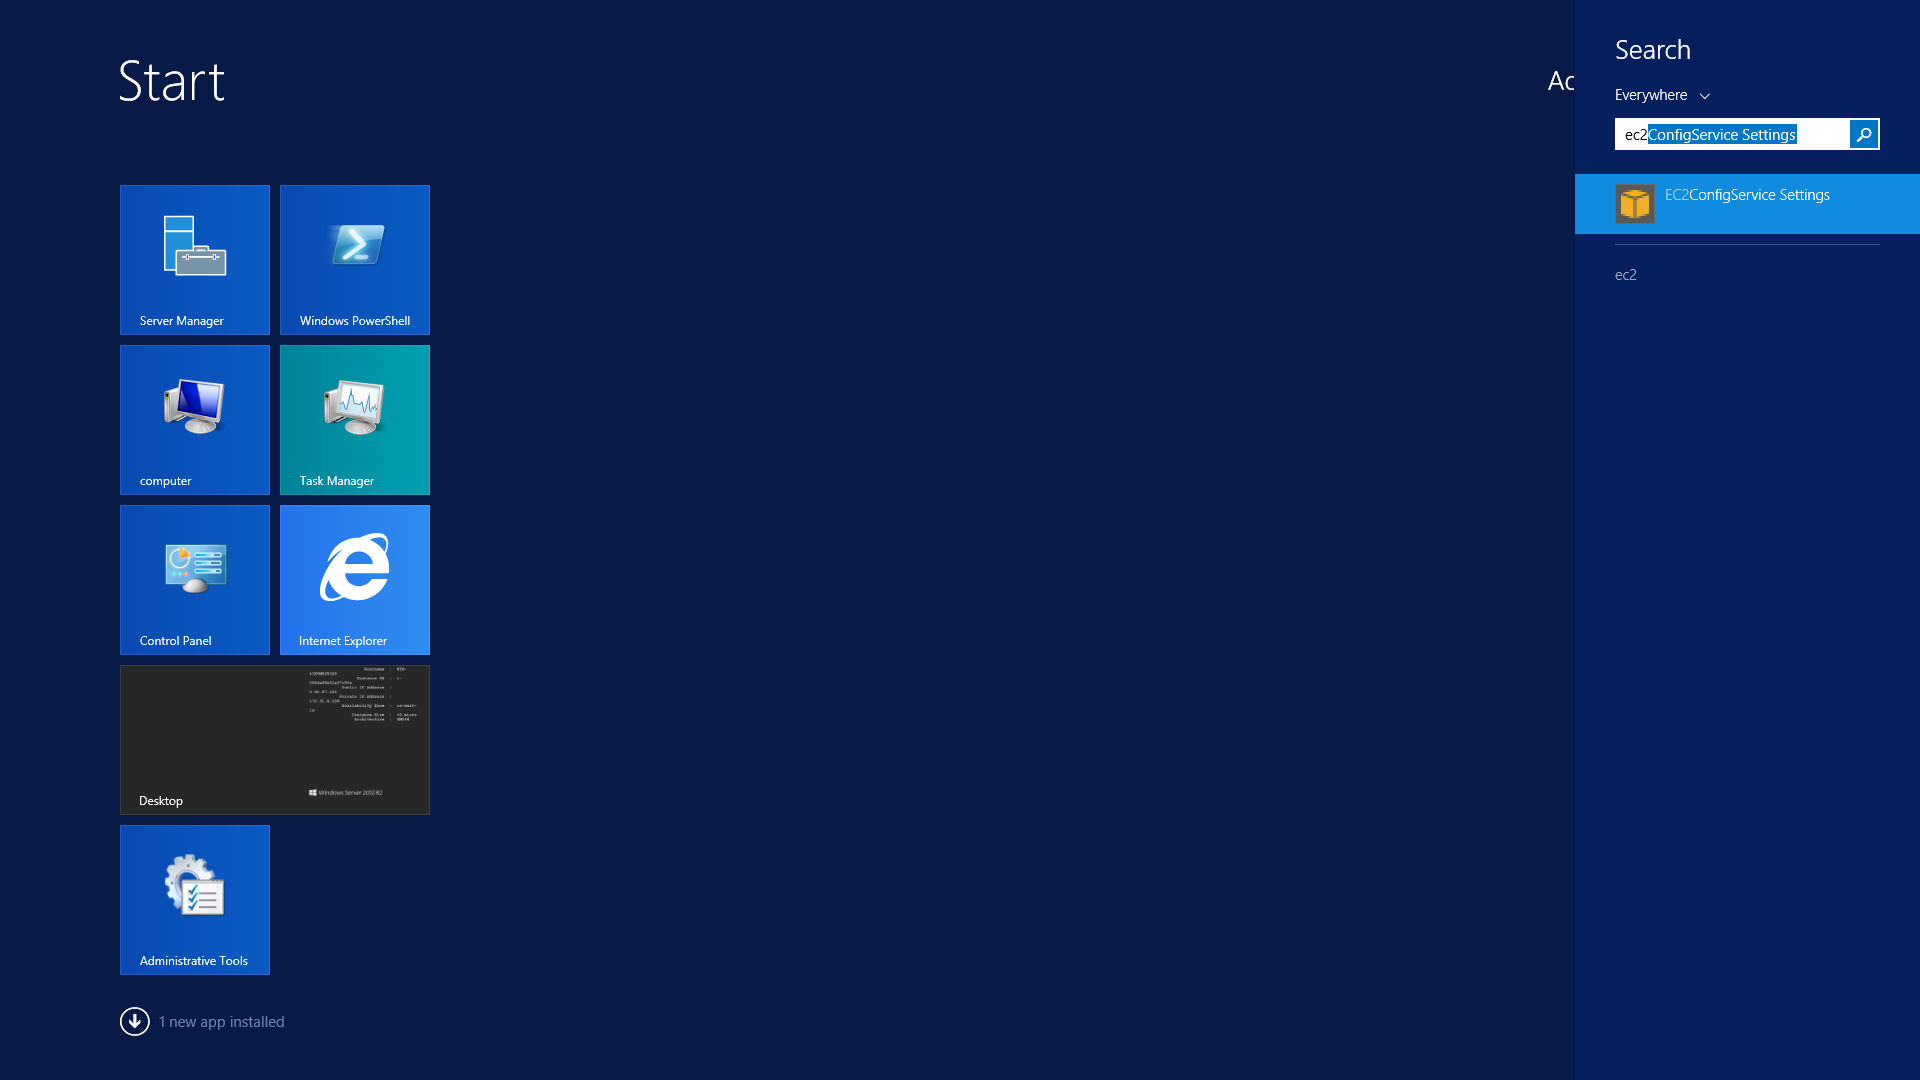 Start
Ad
Search
Everywhere
ec2ConfigService Settings
EC2ConfigService Settings
ec2
Server Manager
Windows PowerShell
computer
Task Manager
Control Panel
Internet Explorer
Windows Server 2012 R2
Desktop
Administrative Tools
1 new app installed